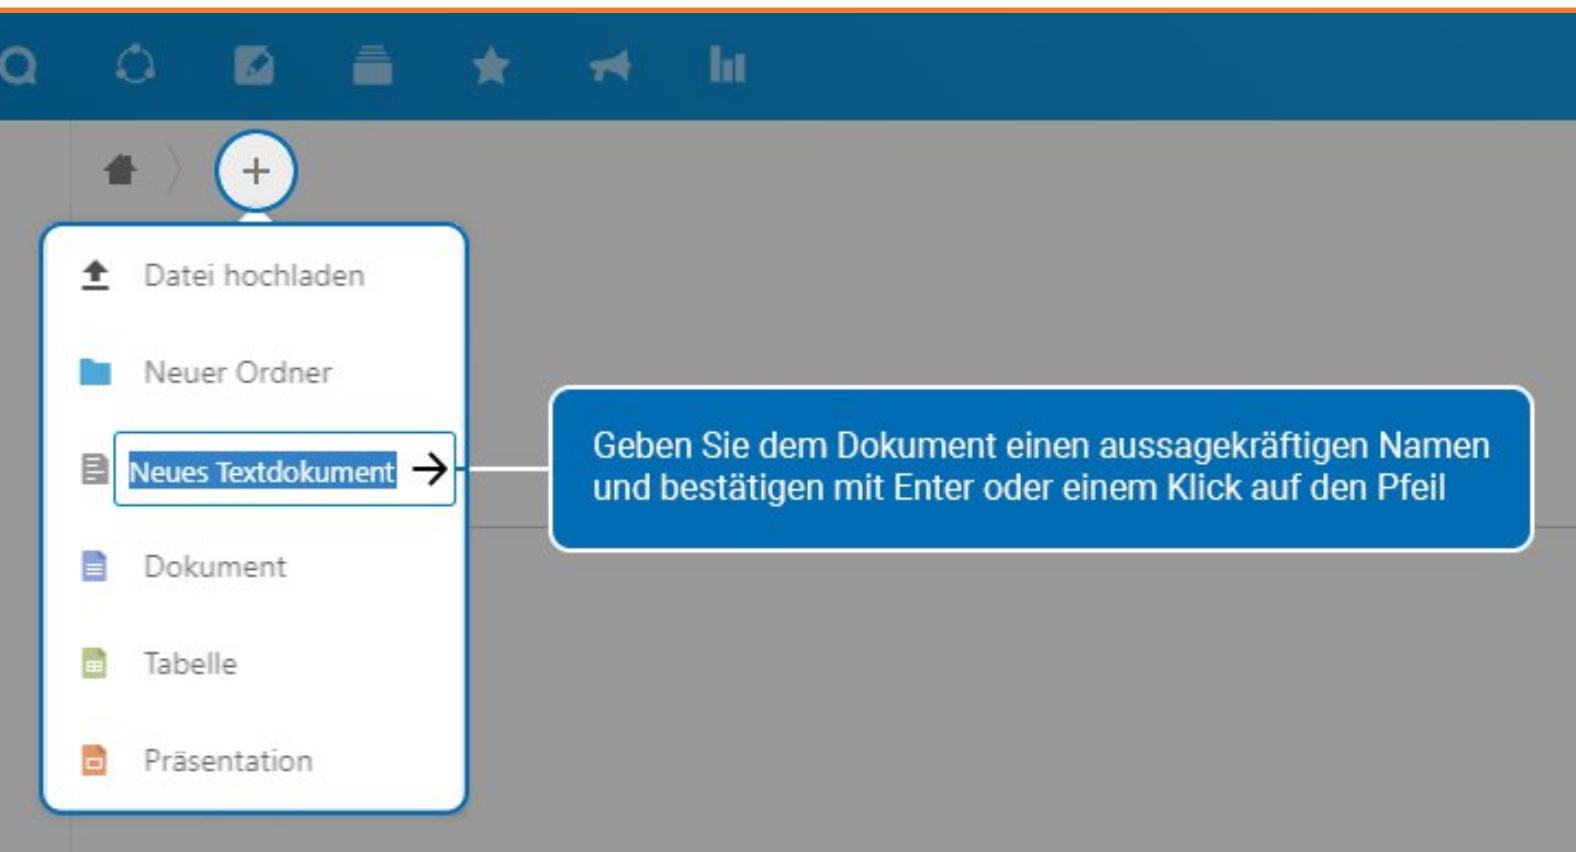 Datei hochladen
Neuer Ordner
Neues Textdokument
Geben Sie dem Dokument einen aussagekräftigen Namen
und bestätigen mit Enter oder einem Klick auf den Pfeil
Dokument
Tabelle
Präsentation